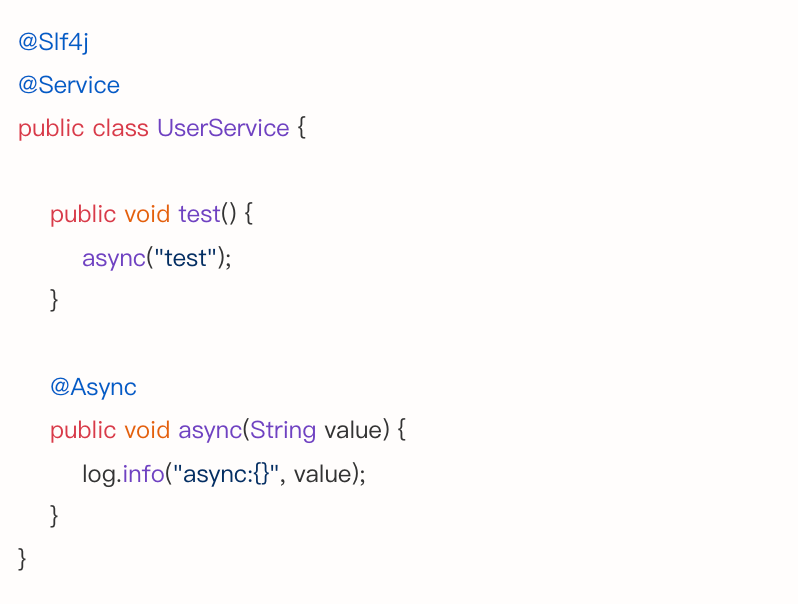 @Slf4j
@Service
public class UserService {
public void test() {
async("test");
}
@Async
public void async(String value) {
log.info("async:{}", value);
}
}